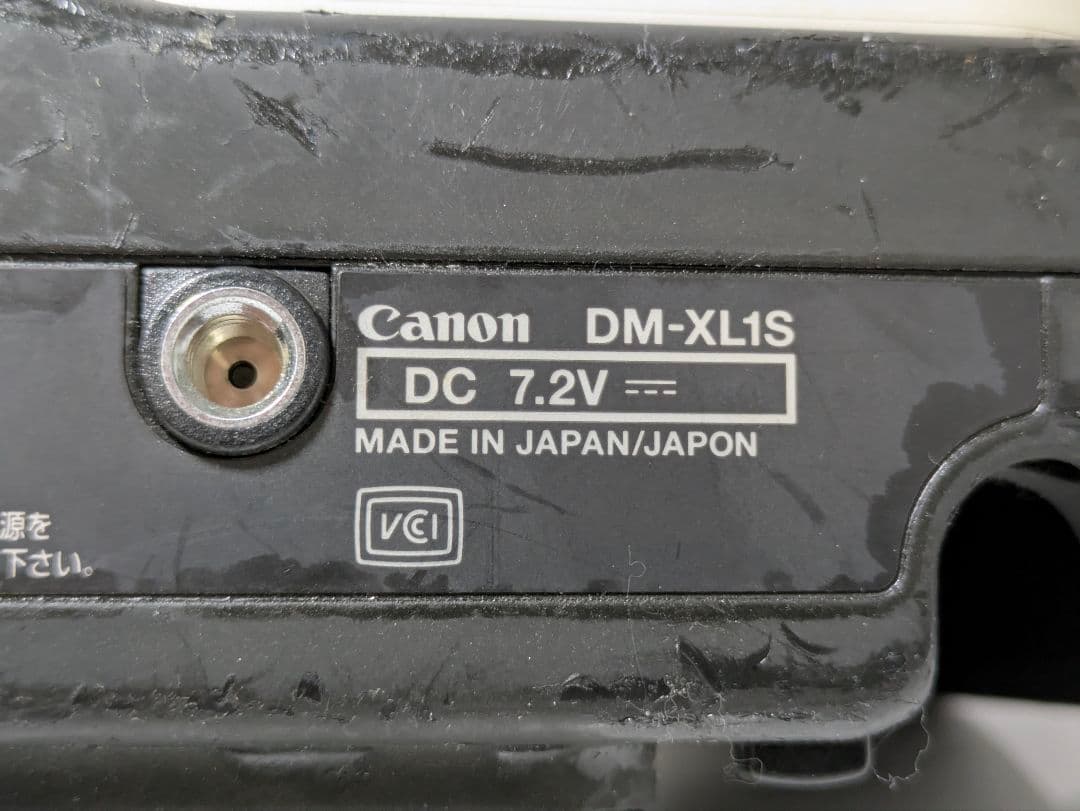 Canon DM-XL1S
DC 7.2V
MADE IN JAPAN/JAPON
VCI
源を
下さい。